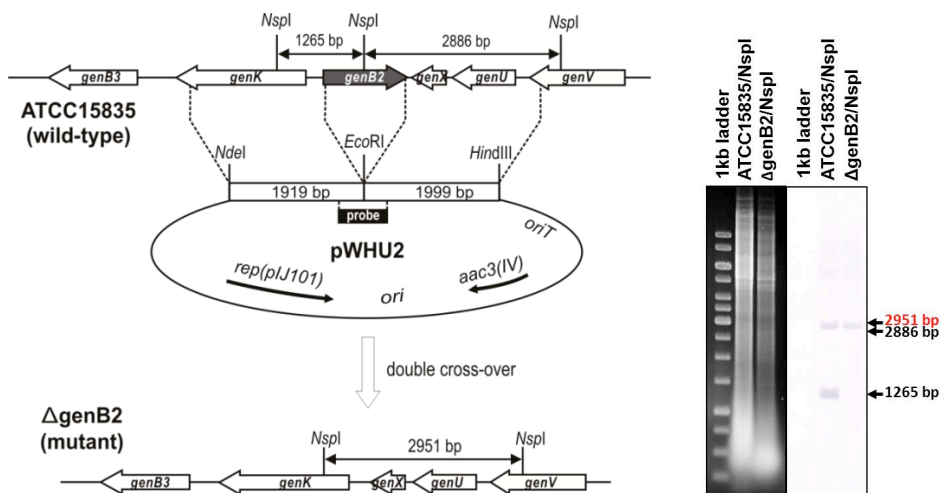 NspI NspI NspI
1265 bp 2886 bp
genB3 genK genB2 genX genU genV
ATCC15835
(wild-type)
NdeI EcoRI HindIII
1919 bp 1999 bp
probe
pWHU2
oriT
rep(pIJ101) ori aac3(IV)
double cross-over
ΔgenB2
(mutant)
NspI 2951 bp NspI
genB3 genK genX genU genV
1kb ladder
ATCC15835/NspI
ΔgenB2/NspI
1kb ladder
ATCC15835/NspI
ΔgenB2/NspI
2951 bp
2886 bp
1265 bp